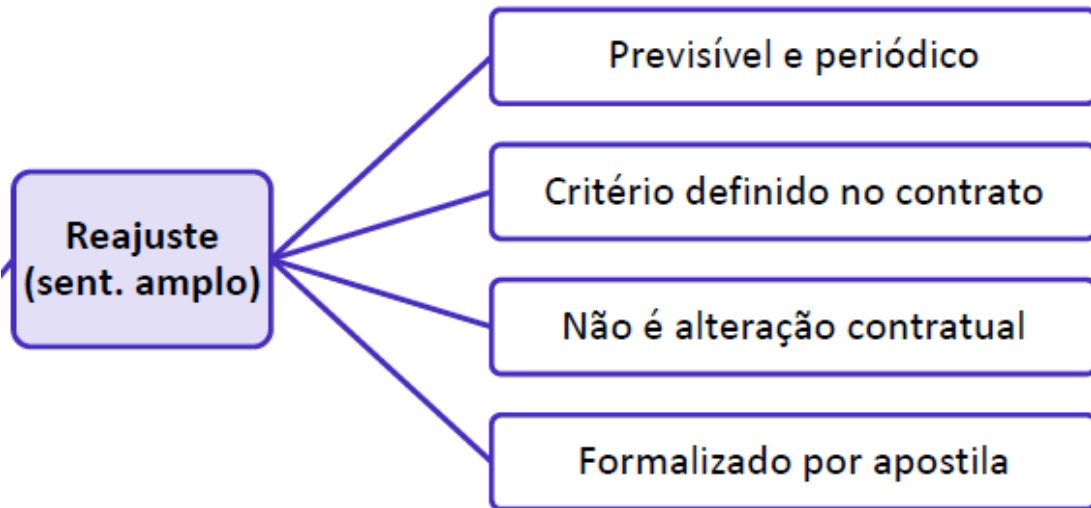 Previsível e periódico
Critério definido no contrato
Reajuste
(sent. amplo)
Não é alteração contratual
Formalizado por apostila